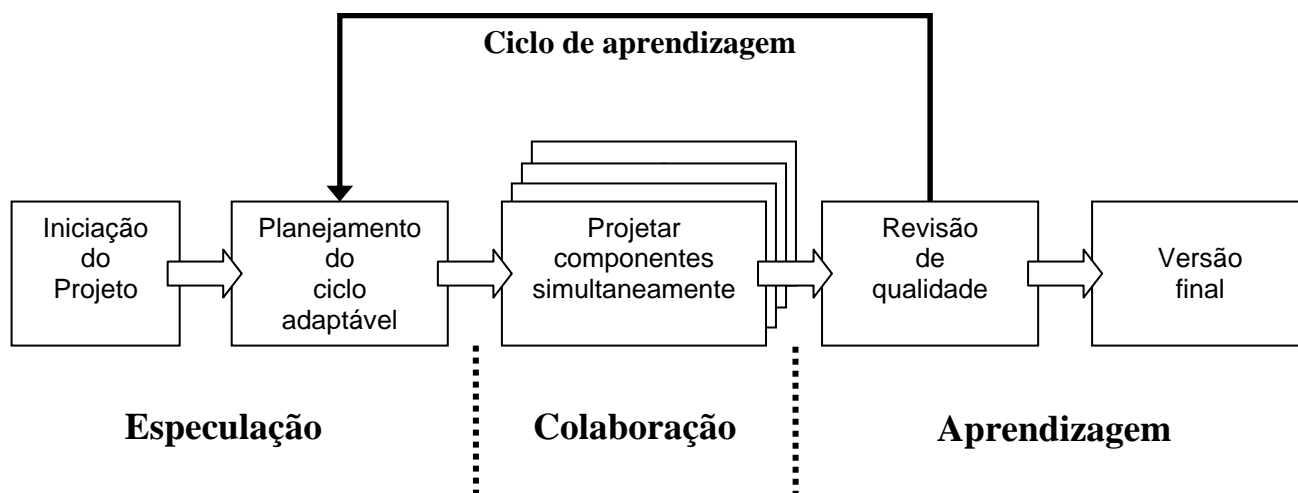 Ciclo de aprendizagem
Iniciação
do
Projeto
Planejamento
do
ciclo
adaptável
Projetar
componentes
simultaneamente
Revisão
de
qualidade
Versão
final
Especulação
Colaboração
Aprendizagem